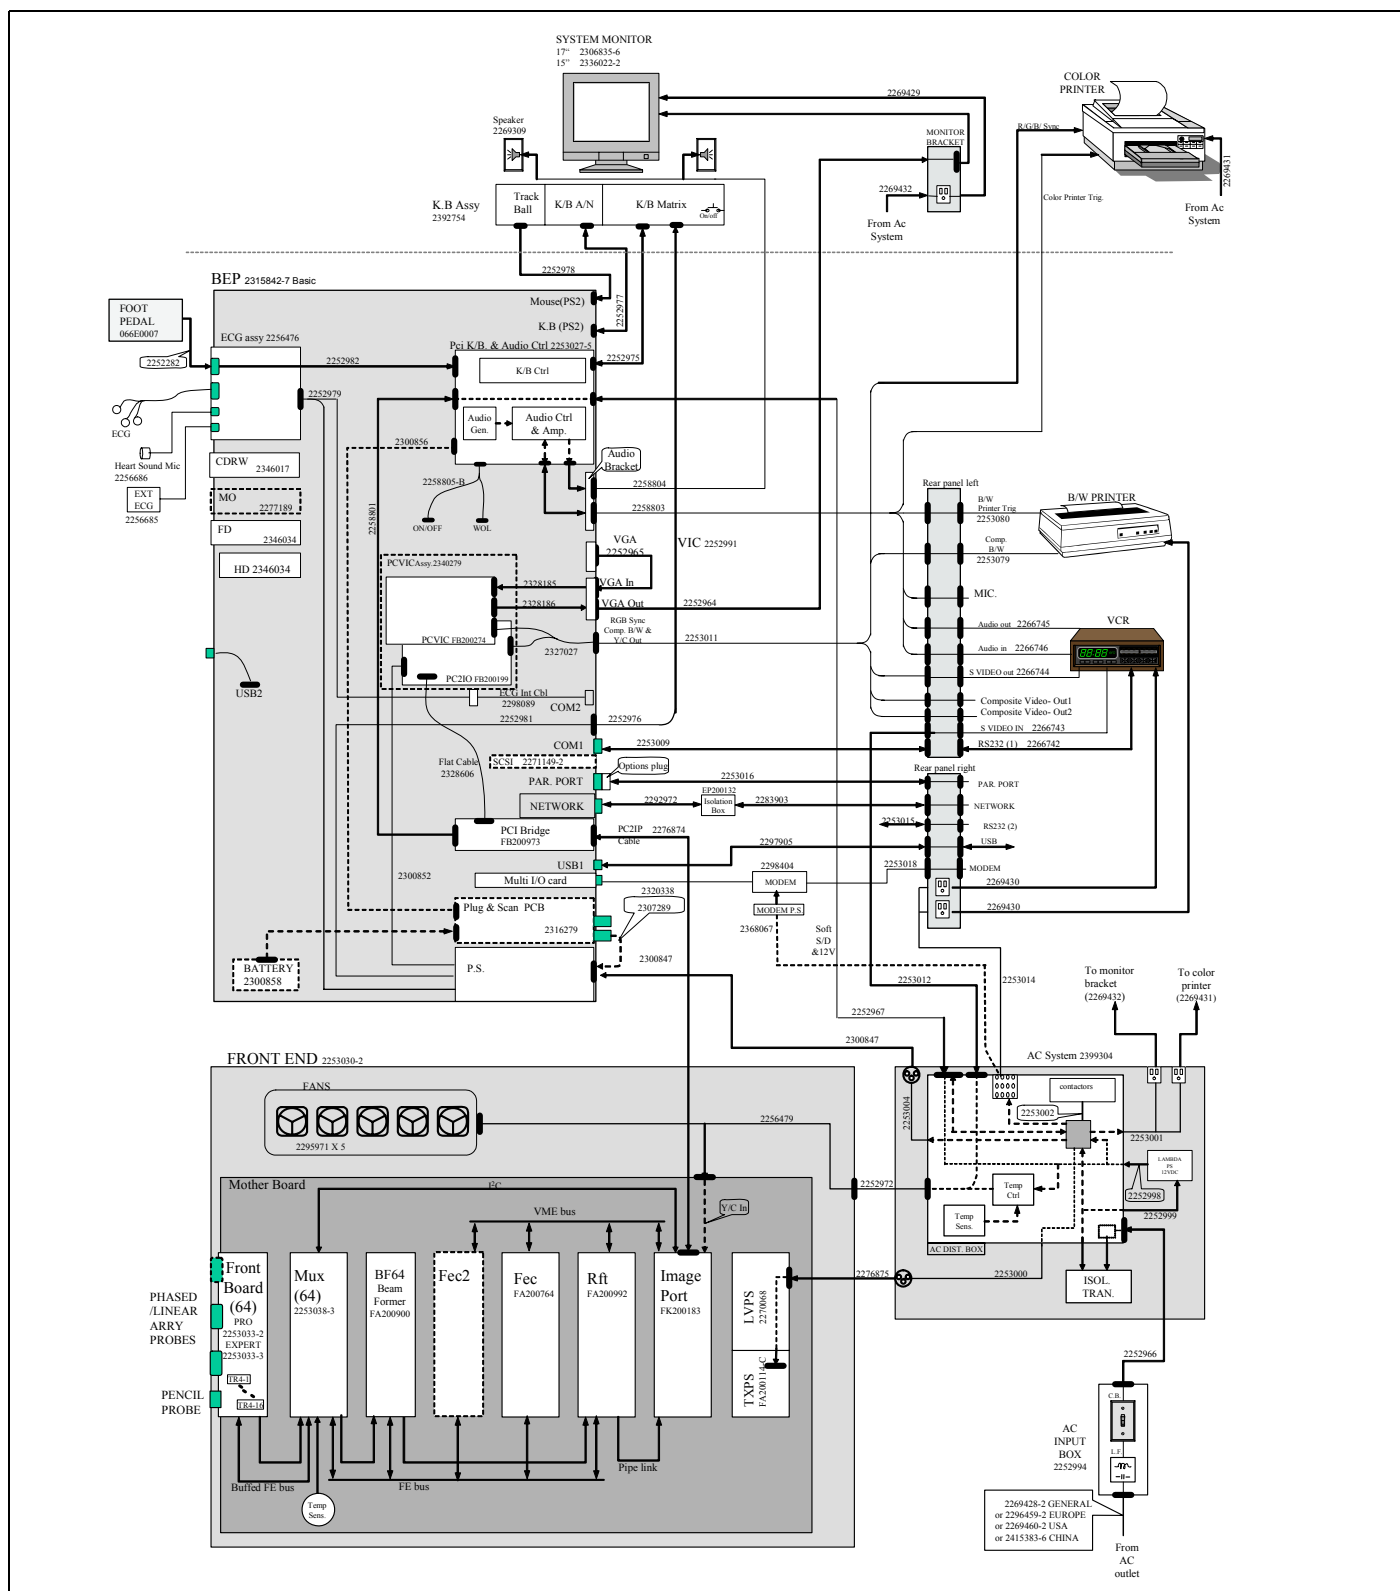 SYSTEM MONITOR
17“ 2306835-6
15” 2336022-2
COLOR
PRINTER
2269429
Speaker
2269309
MONITOR
BRACKET
R/G/B/ Sync
2269431
K.B Assy
2392754
Track
Ball
K/B A/N
K/B Matrix
On/off
2269432
From Ac
System
Color Printer Trig.
From Ac
System
BEP 2315842-7 Basic
2252978
2252977
FOOT
PEDAL
066E0007
2252282
ECG assy 2256476
Mouse(PS2)
K.B (PS2)
Pci K/B. & Audio Ctrl 2253027-5
2252982
K/B Ctrl
2252975
2252979
Audio
Gen.
Audio Ctrl
& Amp.
ECG
2300856
Audio
Bracket
Heart Sound Mic
2256686
EXT
ECG
2256685
CDRW
2346017
MO
2277189
FD
2346034
HD 2346034
2258801
2258805-B
ON/OFF
WOL
2258804
2258803
Rear panel left
B/W
Printer Trig
2253080
B/W PRINTER
VGA
2252965
VIC 2252991
Comp.
B/W
2253079
PCVICAssy.2340279
2328185
VGA In
2328186
VGA Out
2252964
MIC.
PCVIC FB200274
RGB Sync
Comp. B/W &
Y/C Out
2253011
2327027
Audio out 2266745
VCR
Audio in 2266746
S VIDEO out 2266744
PC2IO FB200199
USB2
ECG Int Cbl
2298089
COM2
Composite Video- Out1
Composite Video- Out2
2252981
2252976
S VIDEO IN 2266743
COM1
2253009
RS232 (1) 2266742
Flat Cable
2328606
SCSI 2271149-2
Options plug
Rear panel right
PAR. PORT
2253016
PAR. PORT
EP200132
NETWORK
2292972
Isolation
Box
2283903
NETWORK
PCI Bridge
FB200973
PC2IP
Cable
2276874
2253015
RS232 (2)
USB1
2297905
USB
2300852
Multi I/O card
2298404
MODEM
2253018
MODEM
2269430
2269430
2320338
2307289
Plug & Scan PCB
2316279
MODEM P.S.
2368067
Soft
S/D
&12V
BATTERY
2300858
P.S.
2300847
2253012
2253014
To monitor
bracket
(2269432)
To color
printer
(2269431)
2252967
2300847
FRONT END 2253030-2
AC System 2399304
FANS
2295971 X 5
2256479
2253004
contactors
2253002
2253001
LAMBDA
PS
12VDC
2252998
2252999
Mother Board
I2C
2252972
Temp
Ctrl
Temp
Sens.
VME bus
Y/C In
AC DIST. BOX
2276875
2253000
ISOL.
TRAN.
Front
Board
(64)
PRO
2253033-2
EXPERT
2253033-3
TR4-1
TR4-16
Mux
(64)
2253038-3
BF64
Beam
Former
FA200900
Fec2
Fec
FA200764
Rft
FA200992
Image
Port
FK200183
LVPS
2270068
TXPS
FA200114-C
PHASED
/LINEAR
ARRY
PROBES
PENCIL
PROBE
2252966
C.B.
AC
INPUT
BOX
2252994
L.F.
Pipe link
Buffed FE bus
FE bus
Temp
Sens.
2269428-2 GENERAL
or 2296459-2 EUROPE
or 2269460-2 USA
or 2415383-6 CHINA
From
AC
outlet